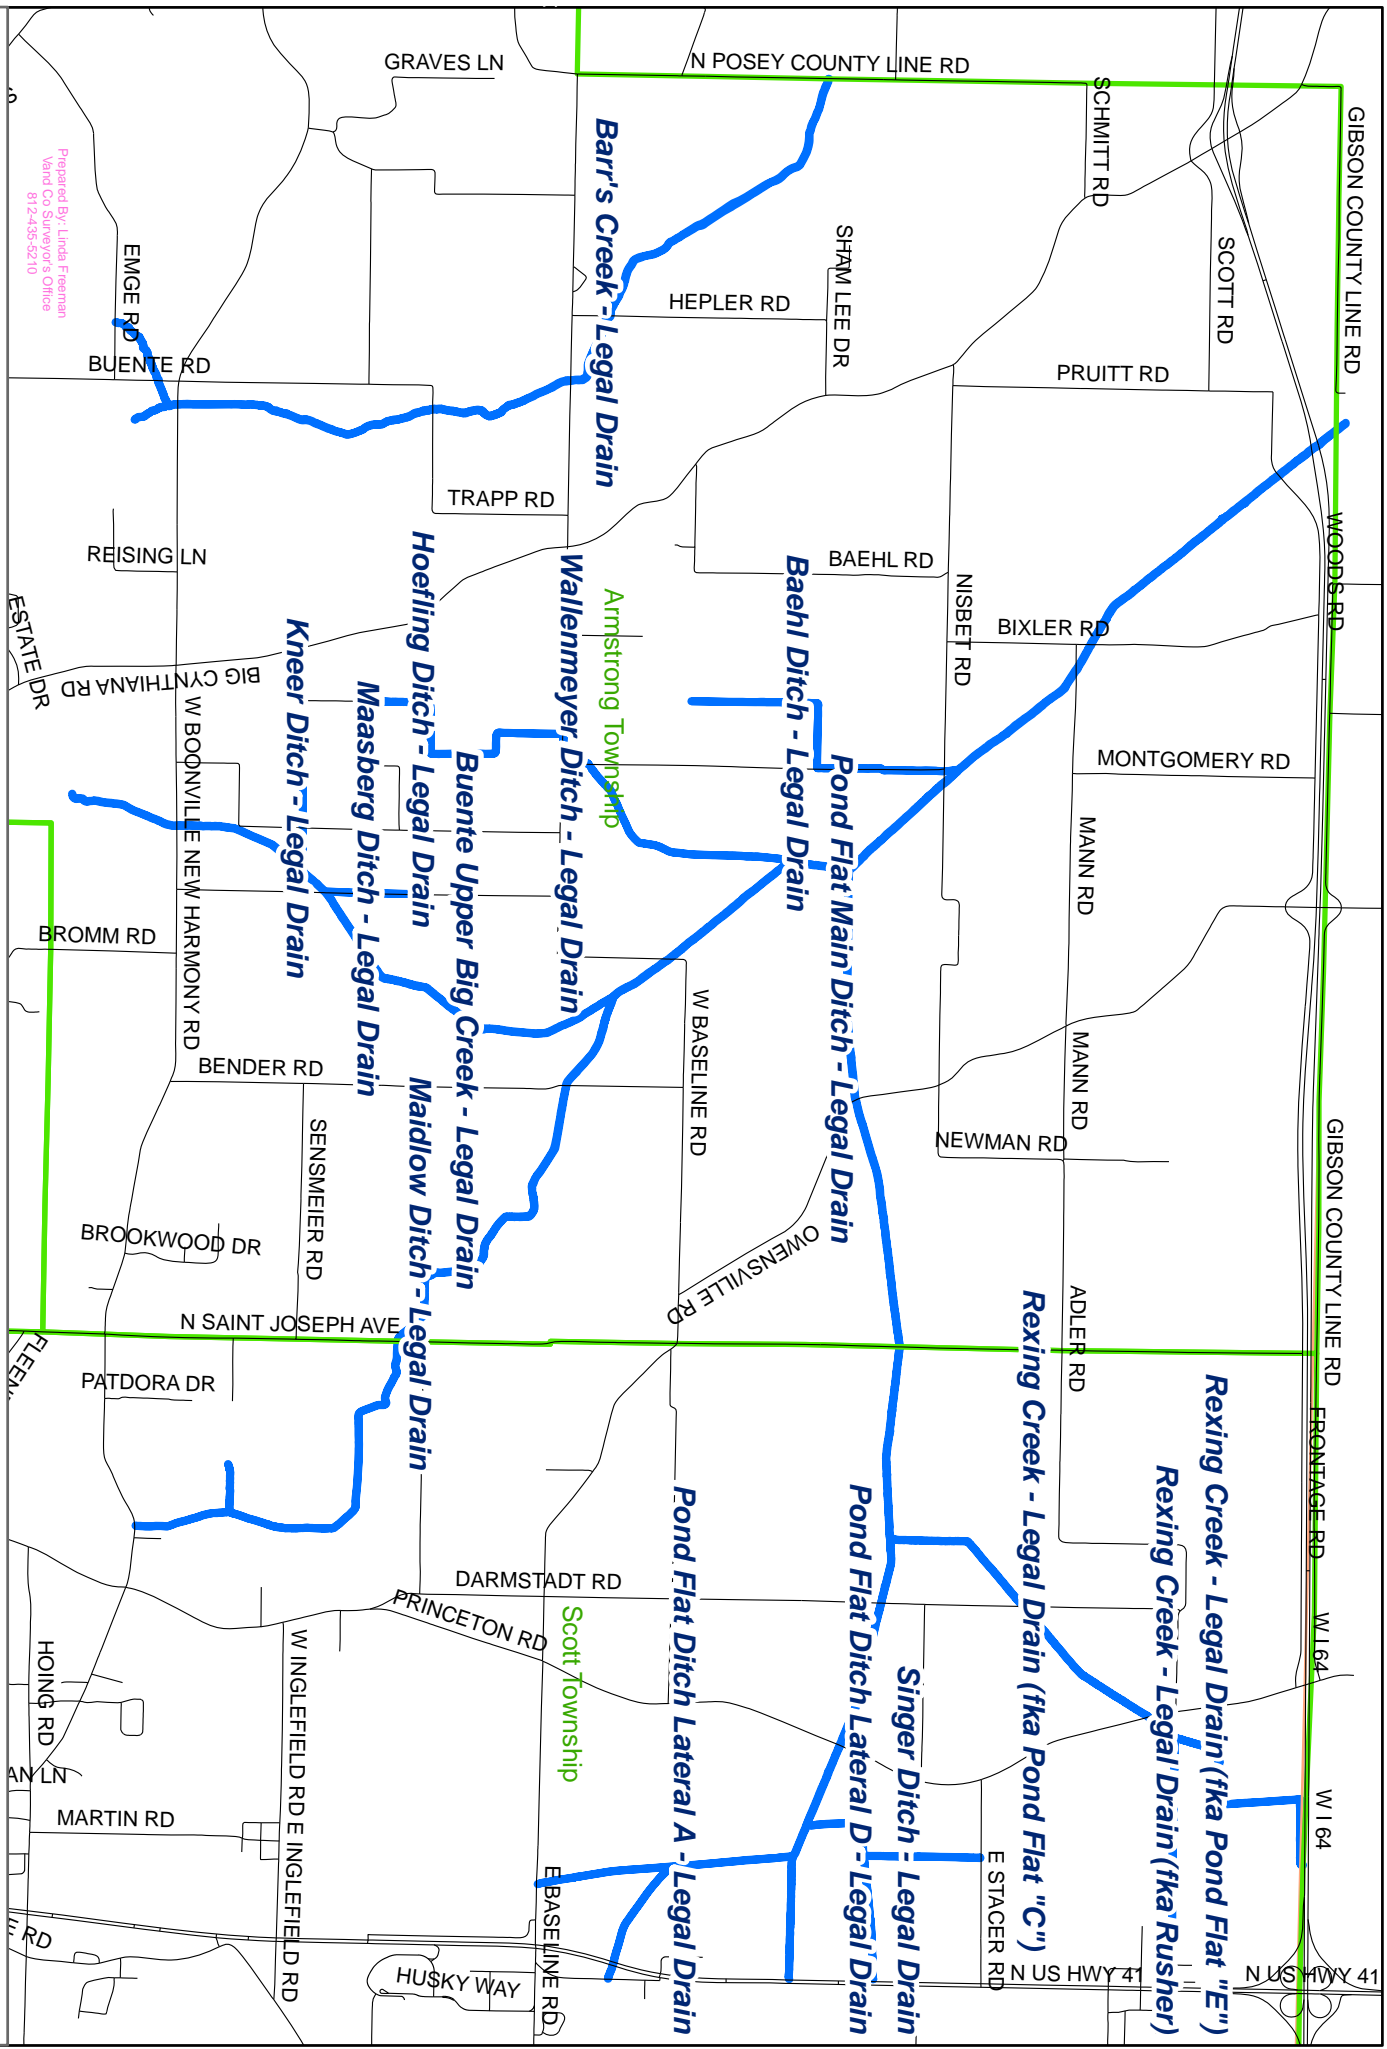 GRAVES LN
N POSEY COUNTY LINE RD
SCHMITT RD
GIBSON COUNTY LINE RD
Prepared By: Linda Freeman
Vand Co Surveyor's Office
812-435-5210
EMGE RD
Barr's Creek - Legal Drain
SHAM LEE DR
SCOTT RD
HEPLER RD
BUENTE RD
PRUITT RD
TRAPP RD
WOODS RD
REISING LN
BAEHL RD
NISBET RD
BIXLER RD
ESTATE DR
BIG CYNTHIANA RD
Hoefling Ditch - Legal Drain
Wallenmeyer Ditch - Legal Drain
Armstrong Township
Baehl Ditch - Legal Drain
Kneer Ditch - Legal Drain
Maasberg Ditch - Legal Drain
Buente Upper Big Creek - Legal Drain
Pond Flat Main Ditch - Legal Drain
W BOONVILLE NEW HARMONY RD
MONTGOMERY RD
MANN RD
BROMM RD
W BASELINE RD
MANN RD
BENDER RD
Maidlow Ditch - Legal Drain
NEWMAN RD
SENSMEIER RD
GIBSON COUNTY LINE RD
BROOKWOOD DR
OWENSVILLE RD
ADLER RD
N SAINT JOSEPH AVE
PATDORA DR
Rexing Creek - Legal Drain (fka Pond Flat "C")
Rexing Creek - Legal Drain (fka Pond Flat "E")
Rexing Creek - Legal Drain (fka Rusher)
FRONTAGE RD
Pond Flat Ditch Lateral A - Legal Drain
Pond Flat Ditch Lateral D - Legal Drain
Singer Ditch - Legal Drain
DARMSTADT RD
PRINCETON RD
Scott Township
W I 64
HOING RD
W INGLEFIELD RD
E INGLEFIELD RD
AN LN
MARTIN RD
W I 64
E BASELINE RD
E STACER RD
E RD
HUSKY WAY
N US HWY 41
N US HWY 41